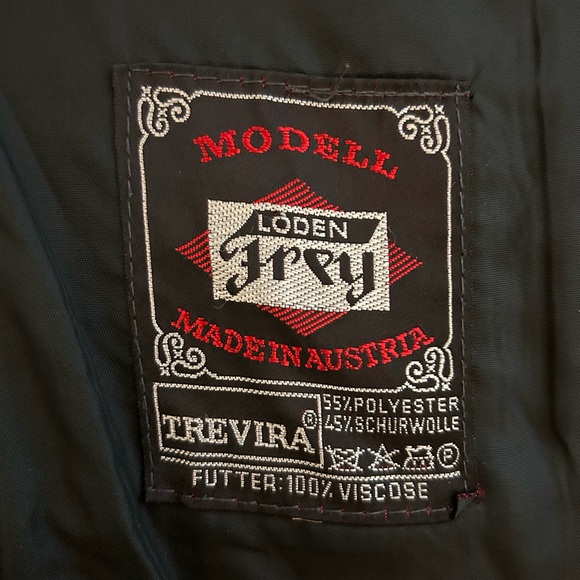 MODELL
LODEN
Frey
MADE IN AUSTRIA
TREVIRA®
55% POLYESTER
45% SCHURWOLLE
P
FUTTER: 100% VISCOSE